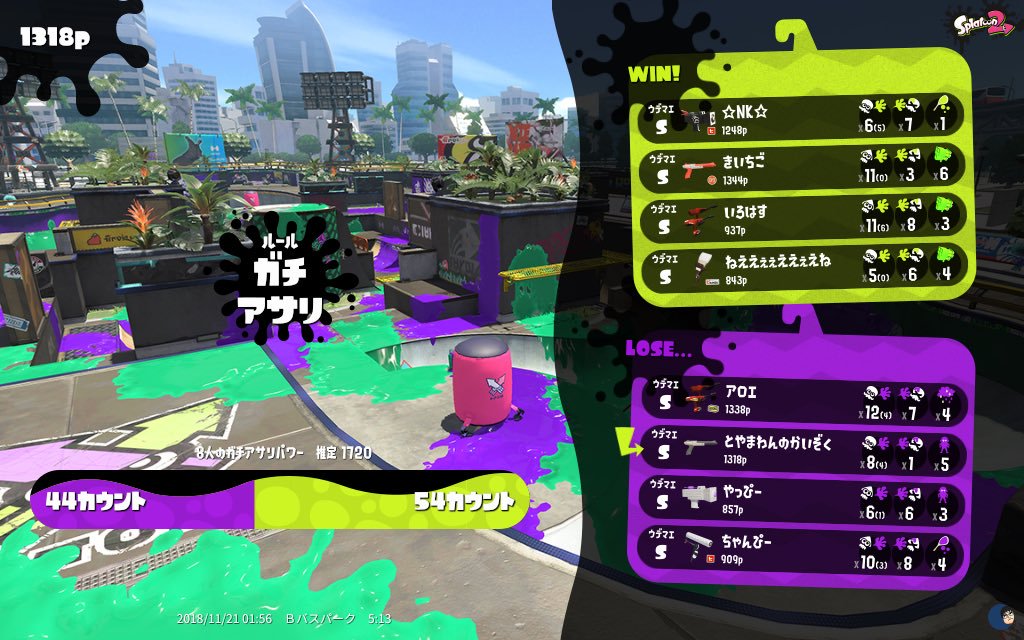 1318p
Splatoon 2
ルール
ガチ
アサリ
8人のガチアサリパワー 推定 1720
44カウント
54カウント
2018/11/21 01:56 Bバスパーク 5:13
WIN!
ウデマエ S ☆NK☆ 1248p x6(5) x7 x1
ウデマエ S きいちご 1344p x11(0) x3 x6
ウデマエ S いろはす 937p x11(6) x8 x3
ウデマエ S ねええぇぇえぇえね 843p x5(0) x6 x4
LOSE...
ウデマエ S アロエ 1338p x12(4) x7 x4
ウデマエ S とやまわんのかいぞく 1318p x8(4) x1 x5
ウデマエ S やっぴー 857p x6(1) x6 x3
ウデマエ S ちゃんぴー 909p x10(3) x8 x4